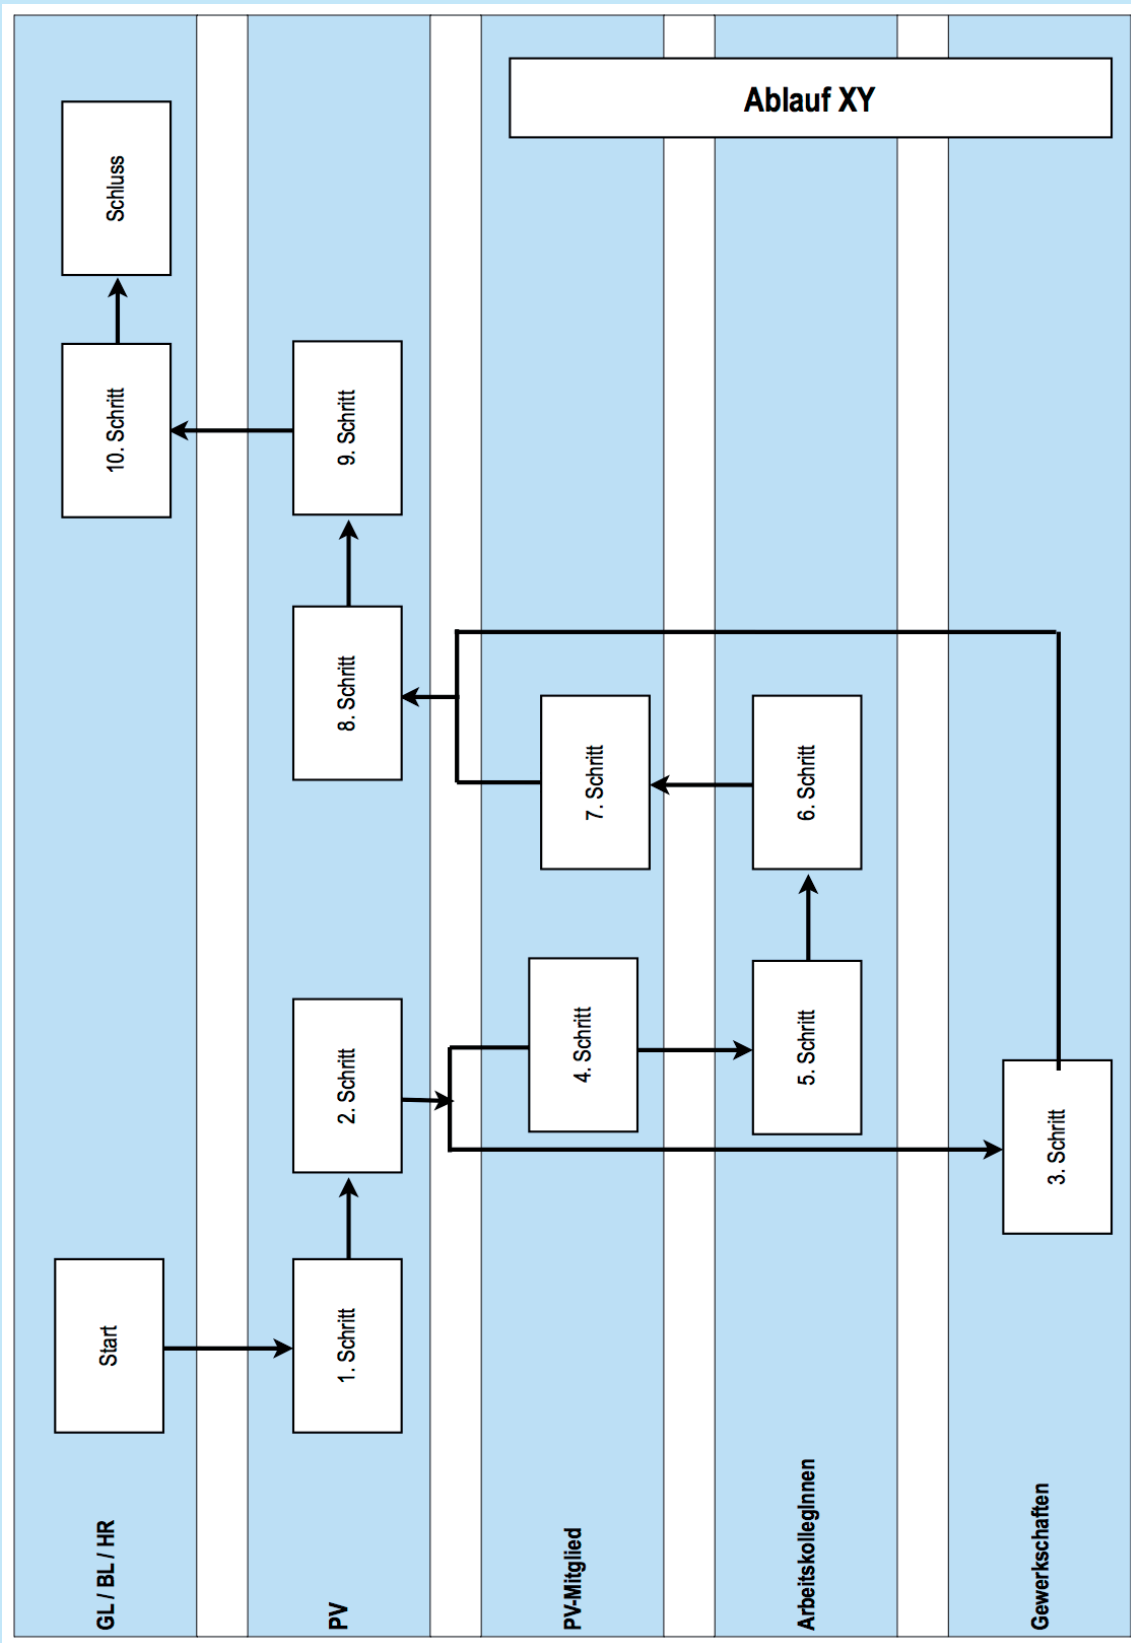 Ablauf XY
GL / BL / HR
Start
10. Schritt
Schluss
PV
1. Schritt
2. Schritt
8. Schritt
9. Schritt
PV-Mitglied
4. Schritt
7. Schritt
ArbeitskollegInnen
5. Schritt
6. Schritt
Gewerkschaften
3. Schritt